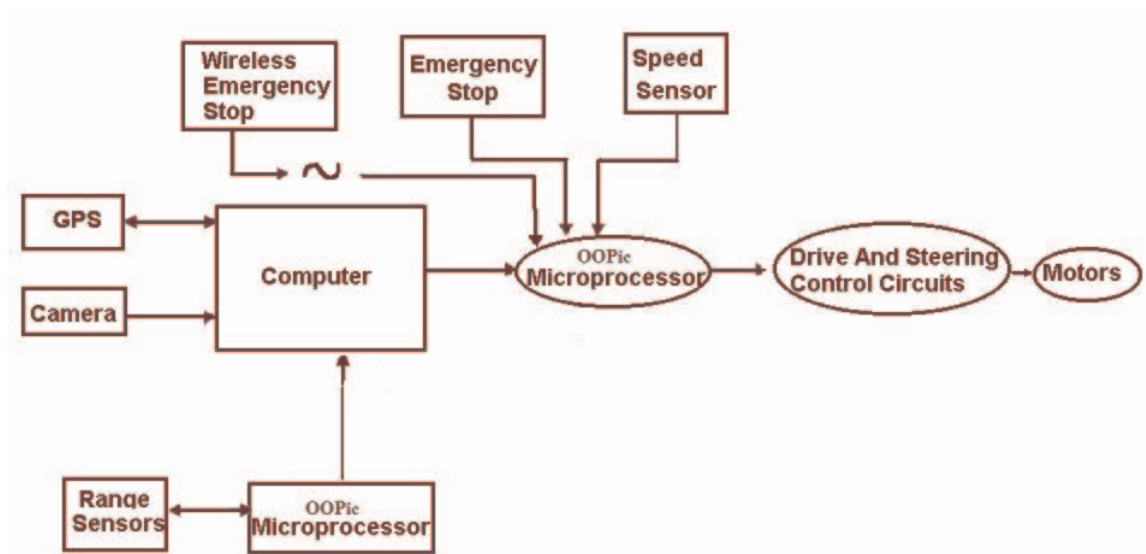 Wireless
Emergency
Stop
Emergency
Stop
Speed
Sensor
GPS
Computer
OOPic
Microprocessor
Drive And Steering
Control Circuits
Motors
Camera
Range
Sensors
OOPic
Microprocessor